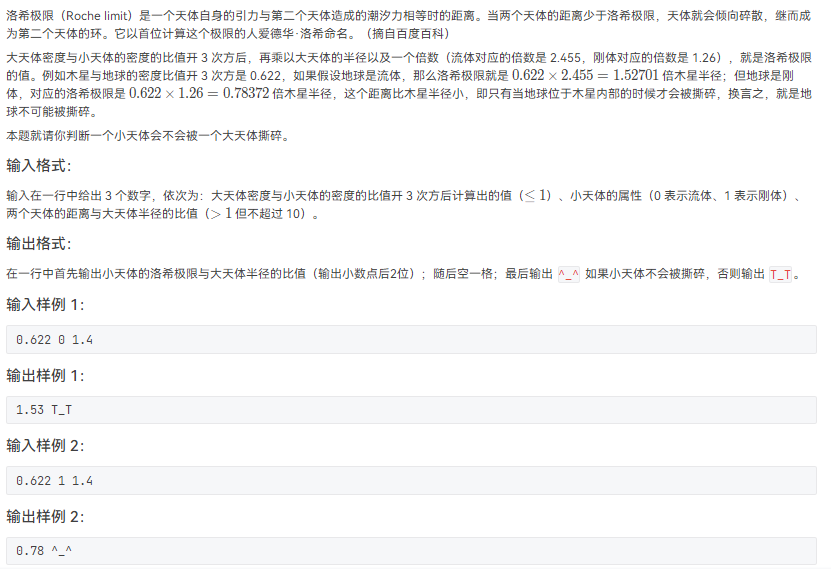 洛希极限（Roche limit）是一个天体自身的引力与第二个天体造成的潮汐力相等时的距离。当两个天体的距离少于洛希极限，天体就会倾向碎散，继而成
为第二个天体的环。它以首位计算这个极限的人爱德华·洛希命名。（摘自百度百科）
大天体密度与小天体的密度的比值开 3 次方后，再乘以大天体的半径以及一个倍数（流体对应的倍数是 2.455，刚体对应的倍数是 1.26），就是洛希极限
的值。例如木星与地球的密度比值开 3 次方是 0.622，如果假设地球是流体，那么洛希极限就是 0.622 × 2.455 = 1.52701 倍木星半径；但地球是刚
体，对应的洛希极限是 0.622 × 1.26 = 0.78372 倍木星半径，这个距离比木星半径小，即只有当地球位于木星内部的时候才会被撕碎，换言之，就是地
球不可能被撕碎。
本题就请你判断一个小天体会不会被一个大天体撕碎。
输入格式：
输入在一行中给出 3 个数字，依次为：大天体密度与小天体的密度的比值开 3 次方后计算出的值（≤ 1）、小天体的属性（0 表示流体、1 表示刚体）、
两个天体的距离与大天体半径的比值（> 1 但不超过 10）。
输出格式：
在一行中首先输出小天体的洛希极限与大天体半径的比值（输出小数点后2位）；随后空一格；最后输出 ^_^ 如果小天体不会被撕碎，否则输出 T_T。
输入样例 1：
0.622 0 1.4
输出样例 1：
1.53 T_T
输入样例 2：
0.622 1 1.4
输出样例 2：
0.78 ^_^